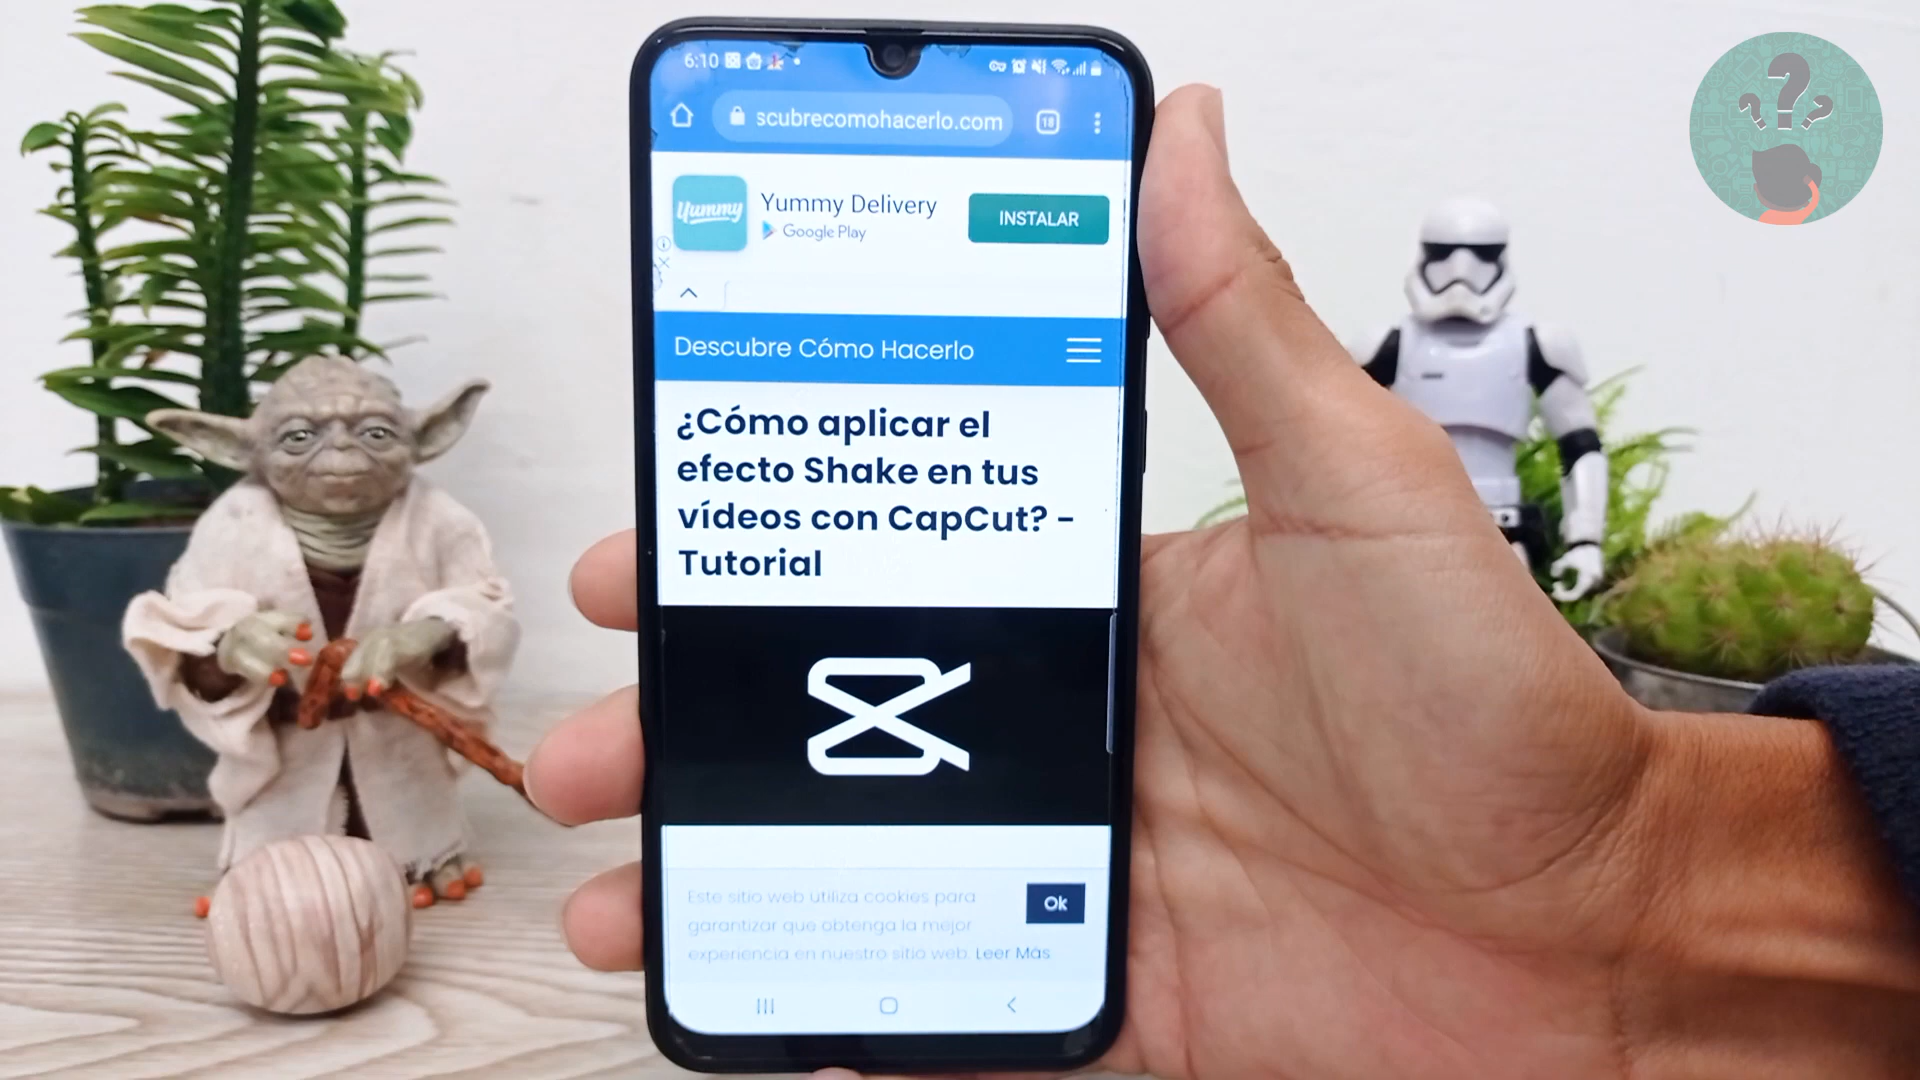 6:10
scubrecomohacerlo.com
18
yummy
Yummy Delivery
Google Play
INSTALAR
Descubre Cómo Hacerlo
¿Cómo aplicar el
efecto Shake en tus
vídeos con CapCut? -
Tutorial
Este sitio web utiliza cookies para
garantizar que obtenga la mejor
experiencia en nuestro sitio web. Leer Más
Ok